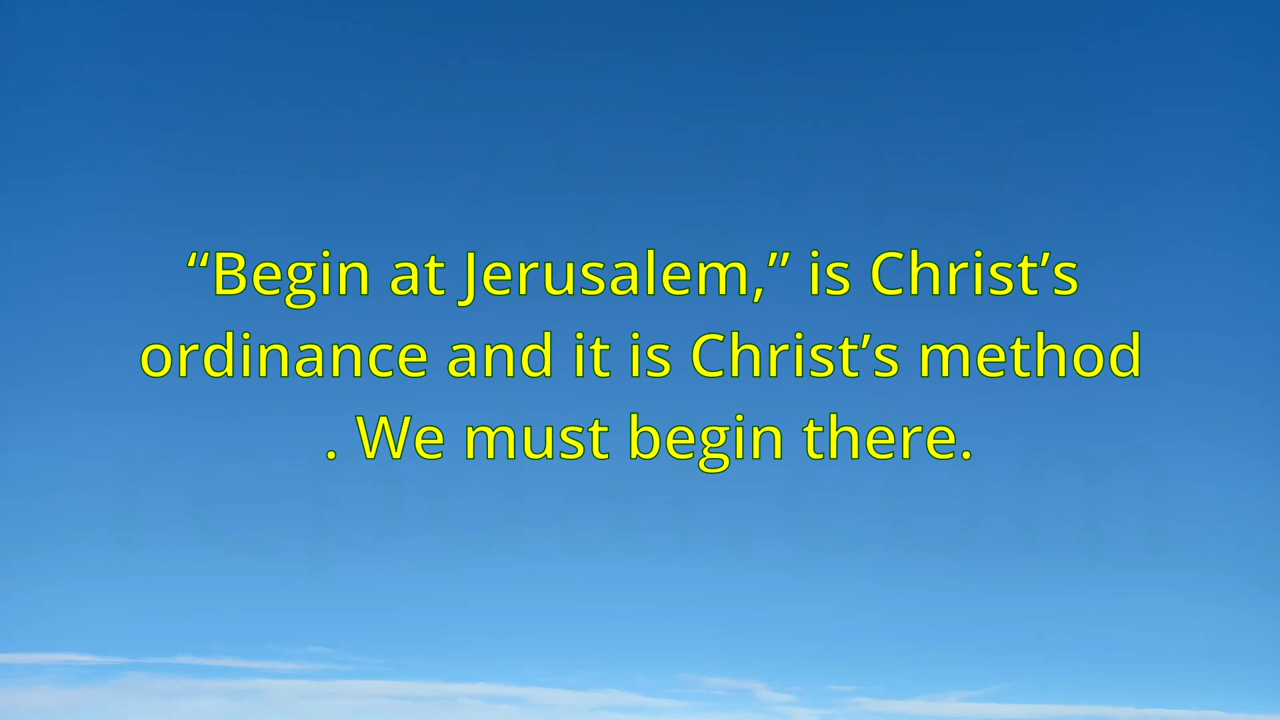 “Begin at Jerusalem,” is Christ’s
ordinance and it is Christ’s method
. We must begin there.